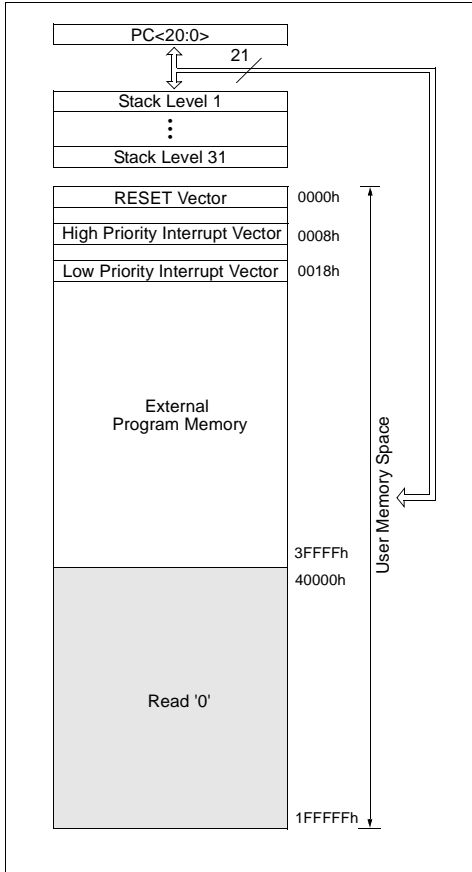 PC<20:0>
21
Stack Level 1
Stack Level 31
RESET Vector
0000h
High Priority Interrupt Vector
0008h
Low Priority Interrupt Vector
0018h
External
Program Memory
User Memory Space
3FFFFh
40000h
Read '0'
1FFFFFh